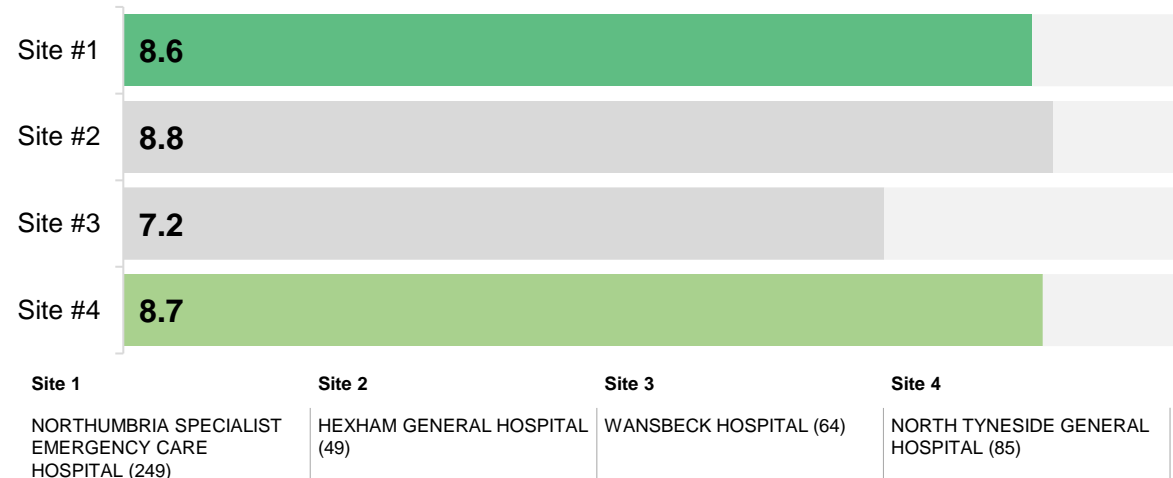 Site #1 8.6
Site #2 8.8
Site #3 7.2
Site #4 8.7
Site 1 Site 2 Site 3 Site 4
NORTHUMBRIA SPECIALIST
EMERGENCY CARE
HOSPITAL (249)
HEXHAM GENERAL HOSPITAL
(49)
WANSBECK HOSPITAL (64)
NORTH TYNESIDE GENERAL
HOSPITAL (85)